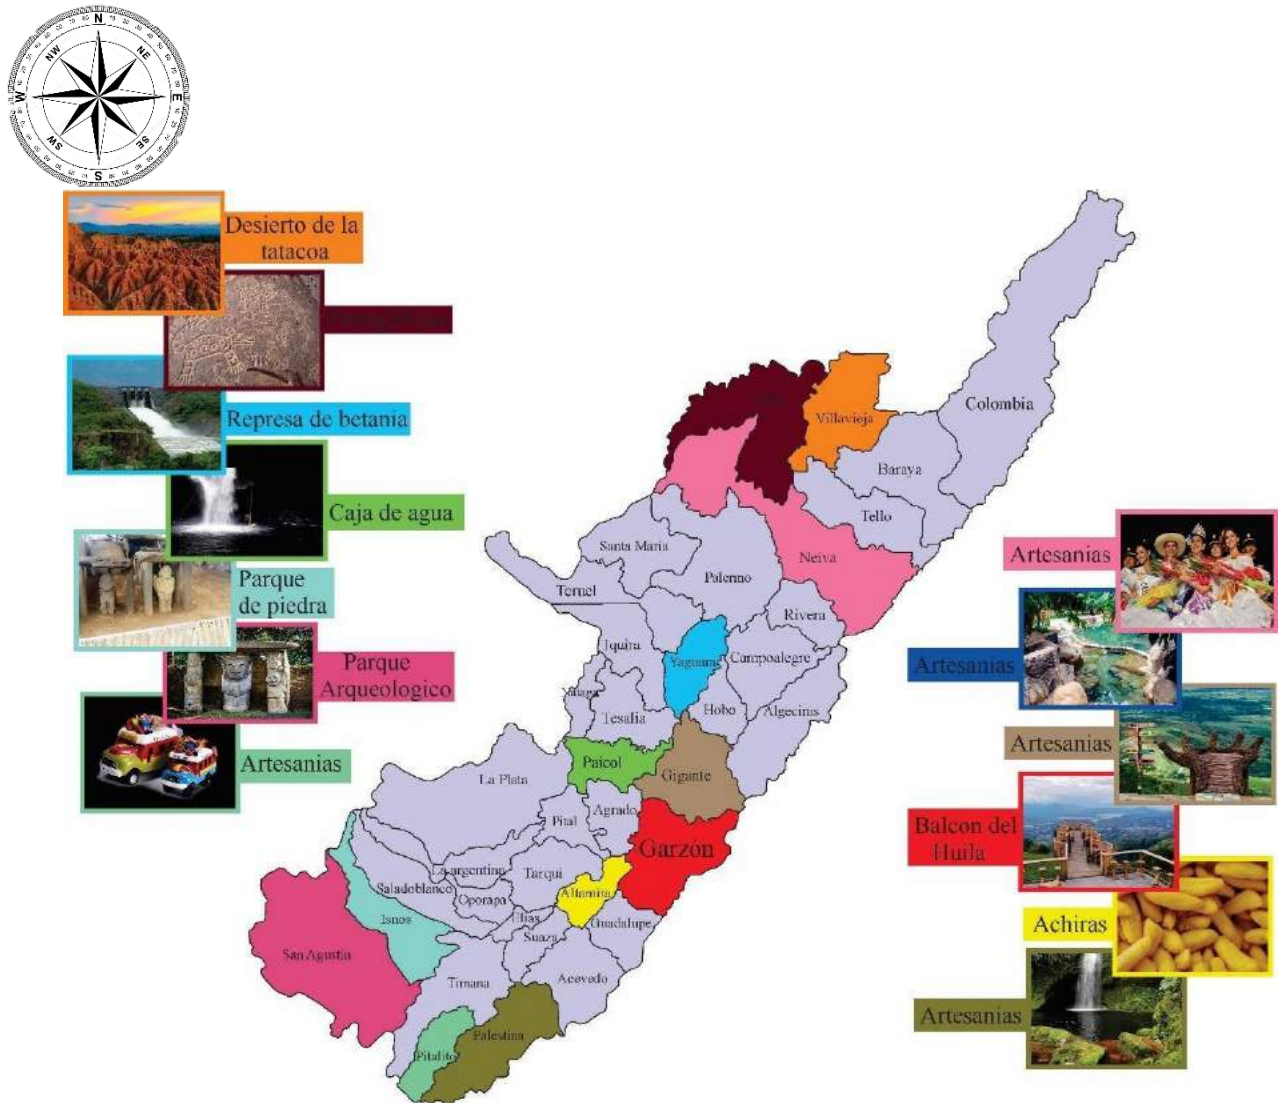 N
NW
NE
W
E
SW
SE
S
Desierto de la
tatacoa
Represa de betania
Caja de agua
Parque
de piedra
Parque
Arqueologico
Artesanias
Colombia
Villavieja
Baraya
Tello
Neiva
Santa Maria
Palermo
Teruel
Rivera
Jquira
Yaguara
Campoalegre
Hobo
Algeciras
Tesalia
Paicol
Gigante
La Plata
Agrado
Pital
Garzón
La argentina
Tarqui
Saladoblanco
Altamira
Oporapa
Isnos
Elias
Guadalupe
Suaza
San Agustin
Timana
Acevedo
Palestina
Pitalito
Artesanias
Artesanias
Artesanias
Balcon del
Huila
Achiras
Artesanias